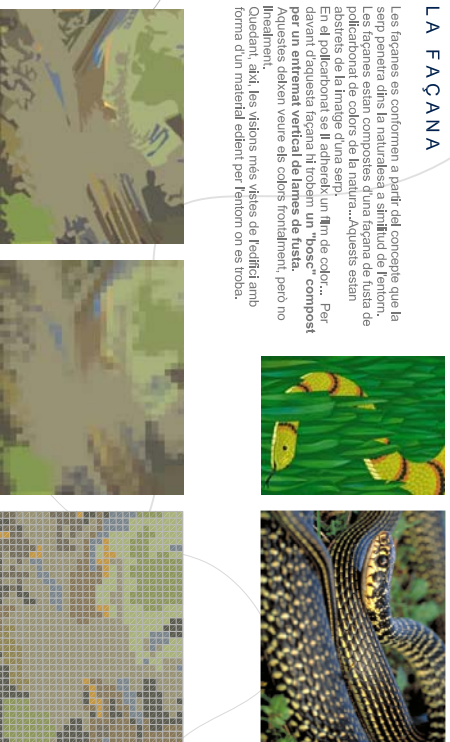 LA FAÇANA
Les façanes es conformen a partir del concepte que la
serp penetra dins la naturalesa a similitud de l'entorn.
Les façanes estan compostes d'una façana de fusta de
policarbonat de colors de la natura...Aquests estan
abstrets de la imatge d'una serp.
En el policarbonat se li adhereix un film de color... Per
davant d'aquesta façana hi trobem un "bosc" compost
per un entremat vertical de lames de fusta.
Aquestes deixen veure els colors frontalment, però no
linealment.
Quedant, aixi, les visions més vistes de l'edifici amb
forma d'un material edient per l'entorn on es troba.